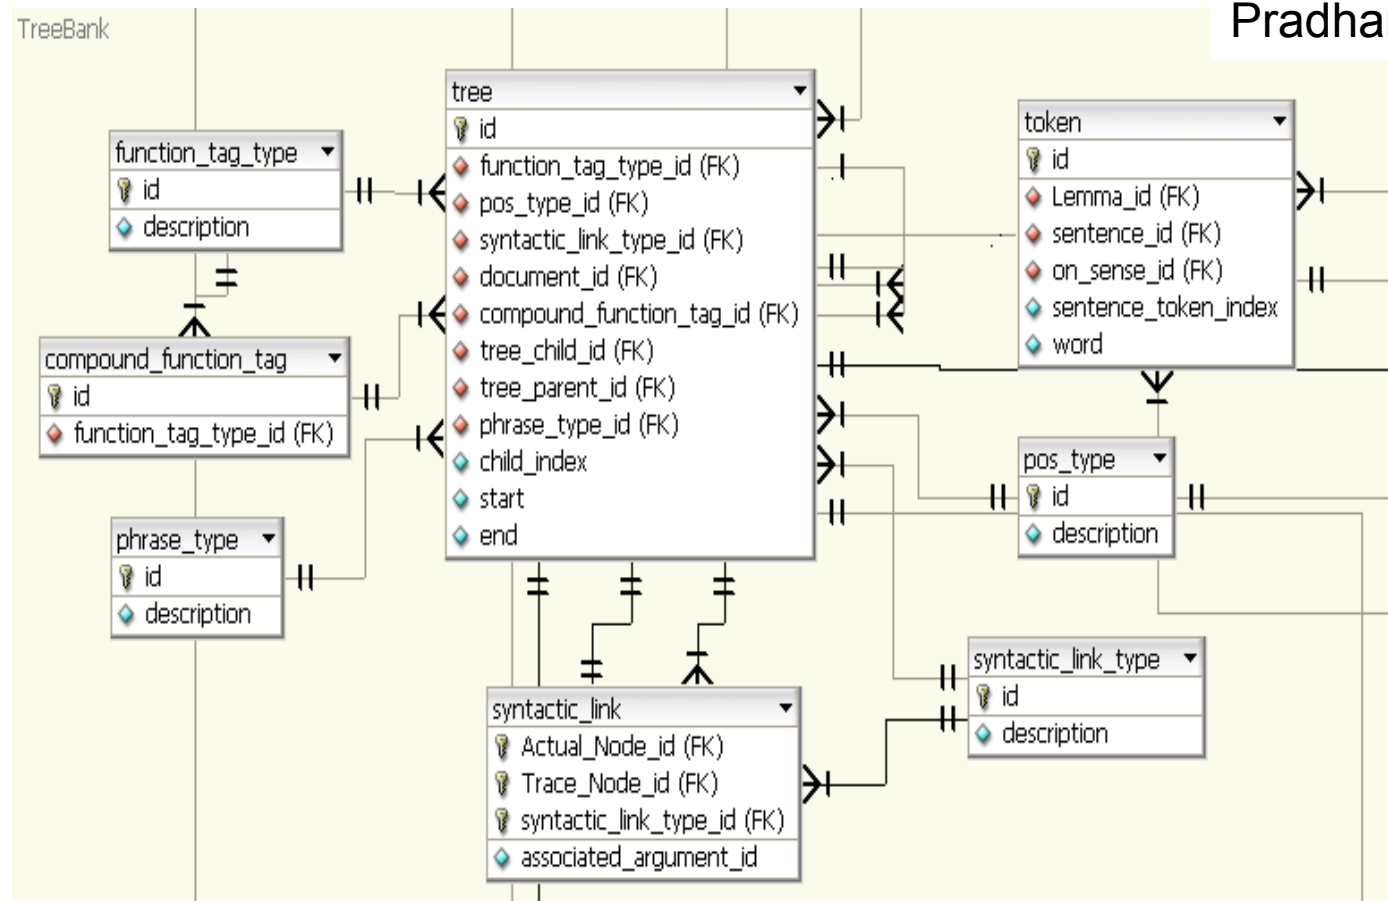 TreeBank
Pradha
tree
id
function_tag_type_id (FK)
pos_type_id (FK)
syntactic_link_type_id (FK)
document_id (FK)
compound_function_tag_id (FK)
tree_child_id (FK)
tree_parent_id (FK)
phrase_type_id (FK)
child_index
start
end
function_tag_type
id
description
compound_function_tag
id
function_tag_type_id (FK)
phrase_type
id
description
token
id
Lemma_id (FK)
sentence_id (FK)
on_sense_id (FK)
sentence_token_index
word
pos_type
id
description
syntactic_link_type
id
description
syntactic_link
Actual_Node_id (FK)
Trace_Node_id (FK)
syntactic_link_type_id (FK)
associated_argument_id